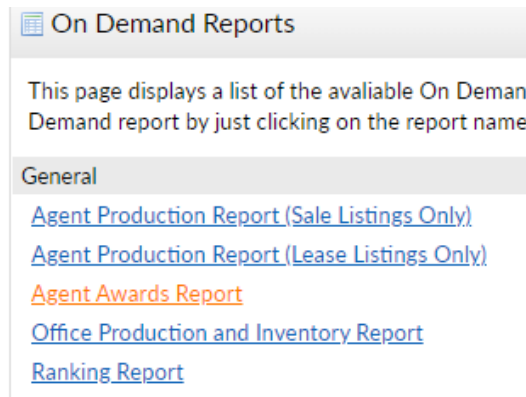 On Demand Reports
This page displays a list of the avaliable On Deman
Demand report by just clicking on the report name
General
Agent Production Report (Sale Listings Only)
Agent Production Report (Lease Listings Only)
Agent Awards Report
Office Production and Inventory Report
Ranking Report